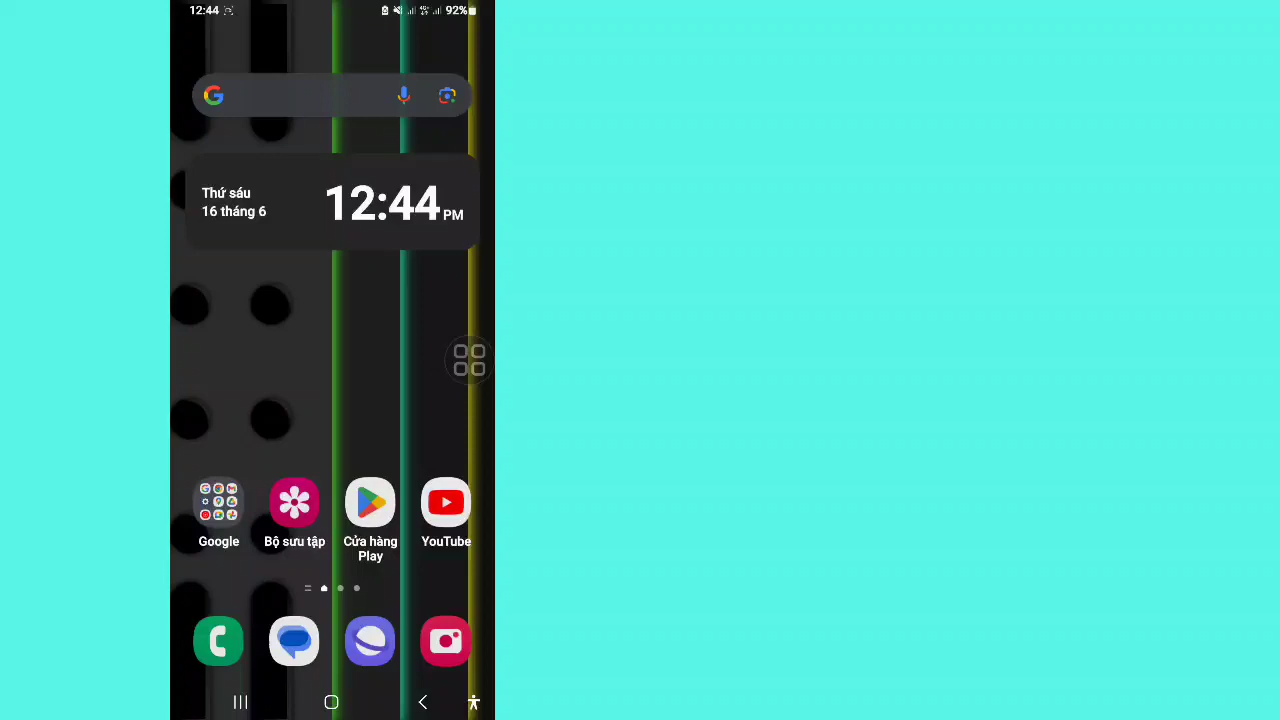 12:44 92%
Thứ sáu
16 tháng 6
12:44 PM
Google Bộ sưu tập Cửa hàng Play YouTube